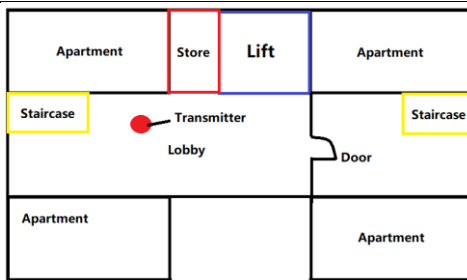 Apartment
Store
Lift
Apartment
Staircase
Staircase
Transmitter
Lobby
Door
Apartment
Apartment